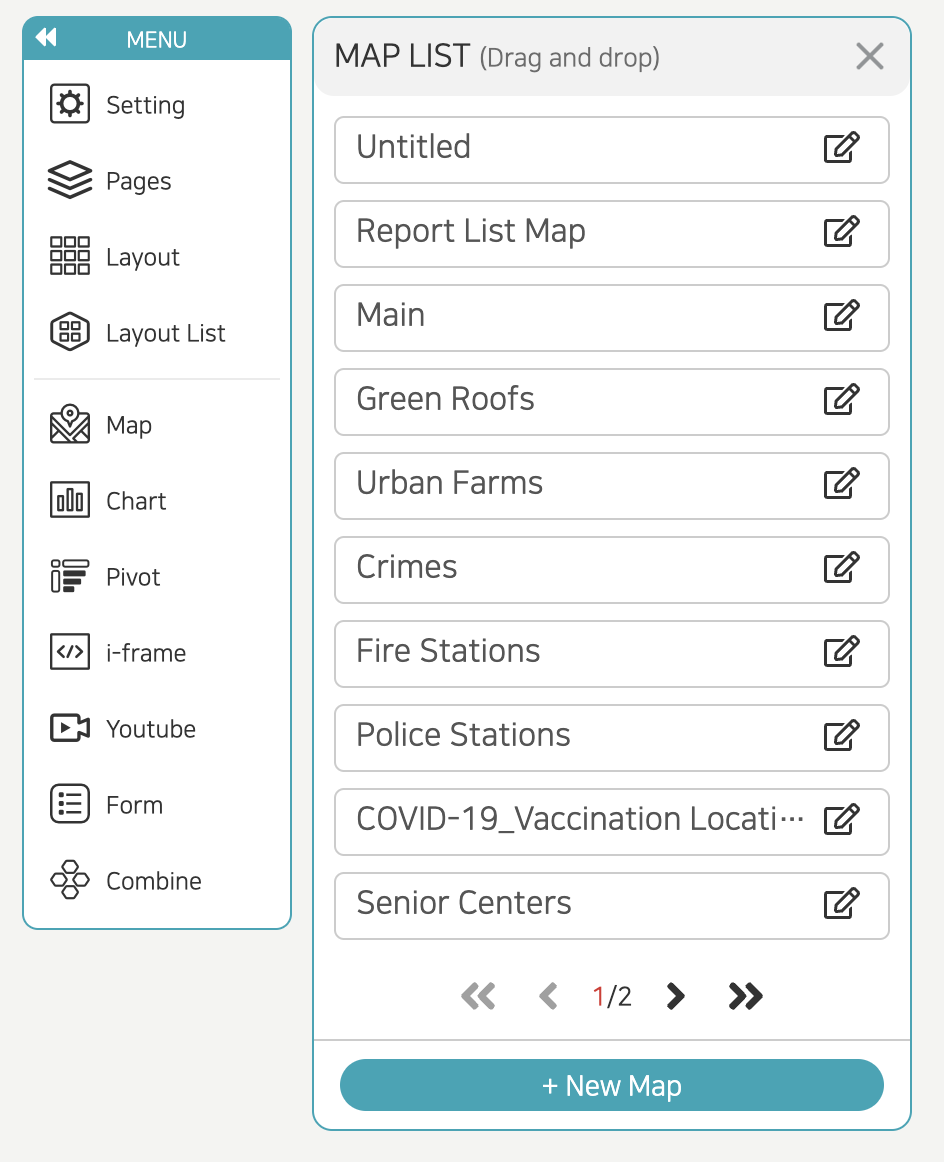 MENU
Setting
Pages
Layout
Layout List
Map
Chart
Pivot
i-frame
Youtube
Form
Combine
MAP LIST (Drag and drop)
Untitled
Report List Map
Main
Green Roofs
Urban Farms
Crimes
Fire Stations
Police Stations
COVID-19_Vaccination Locati⋯
Senior Centers
1/2
+ New Map